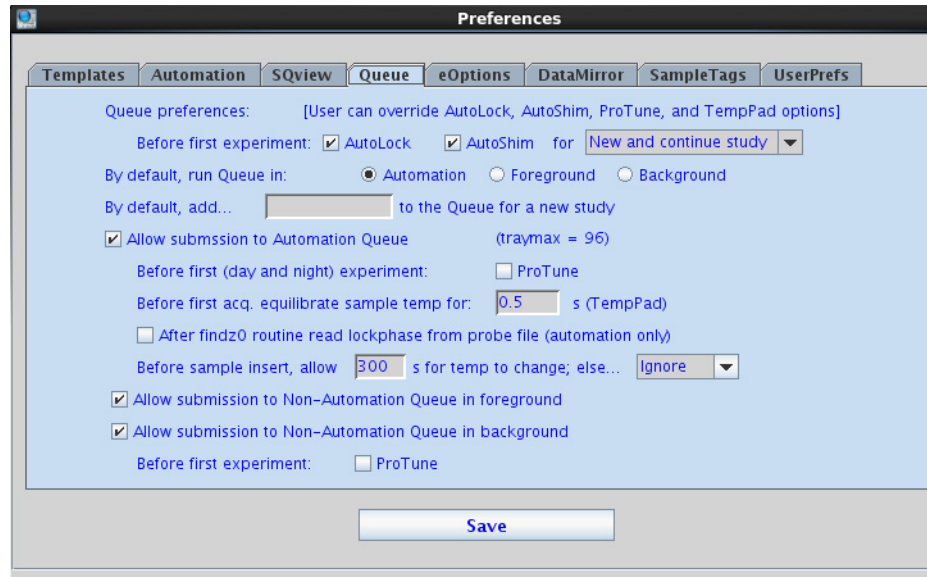 Preferences
Templates Automation SQview Queue eOptions DataMirror SampleTags UserPrefs
Queue preferences: [User can override AutoLock, AutoShim, ProTune, and TempPad options]
Before first experiment: AutoLock AutoShim for New and continue study
By default, run Queue in: Automation Foreground Background
By default, add... to the Queue for a new study
Allow submssion to Automation Queue (traymax = 96)
Before first (day and night) experiment: ProTune
Before first acq. equilibrate sample temp for: 0.5 s (TempPad)
After findz0 routine read lockphase from probe file (automation only)
Before sample insert, allow 300 s for temp to change; else... Ignore
Allow submission to Non-Automation Queue in foreground
Allow submission to Non-Automation Queue in background
Before first experiment: ProTune
Save